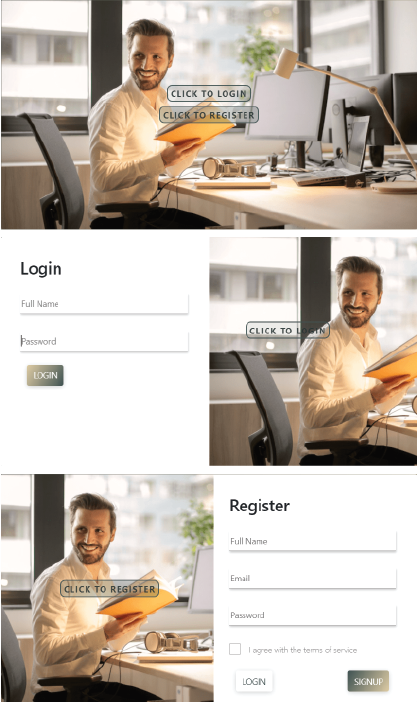 CLICK TO LOGIN
CLICK TO REGISTER
Login
Full Name
Password
LOGIN
CLICK TO LOGIN
CLICK TO REGISTER
Register
Full Name
Email
Password
I agree with the terms of service
LOGIN
SIGNUP